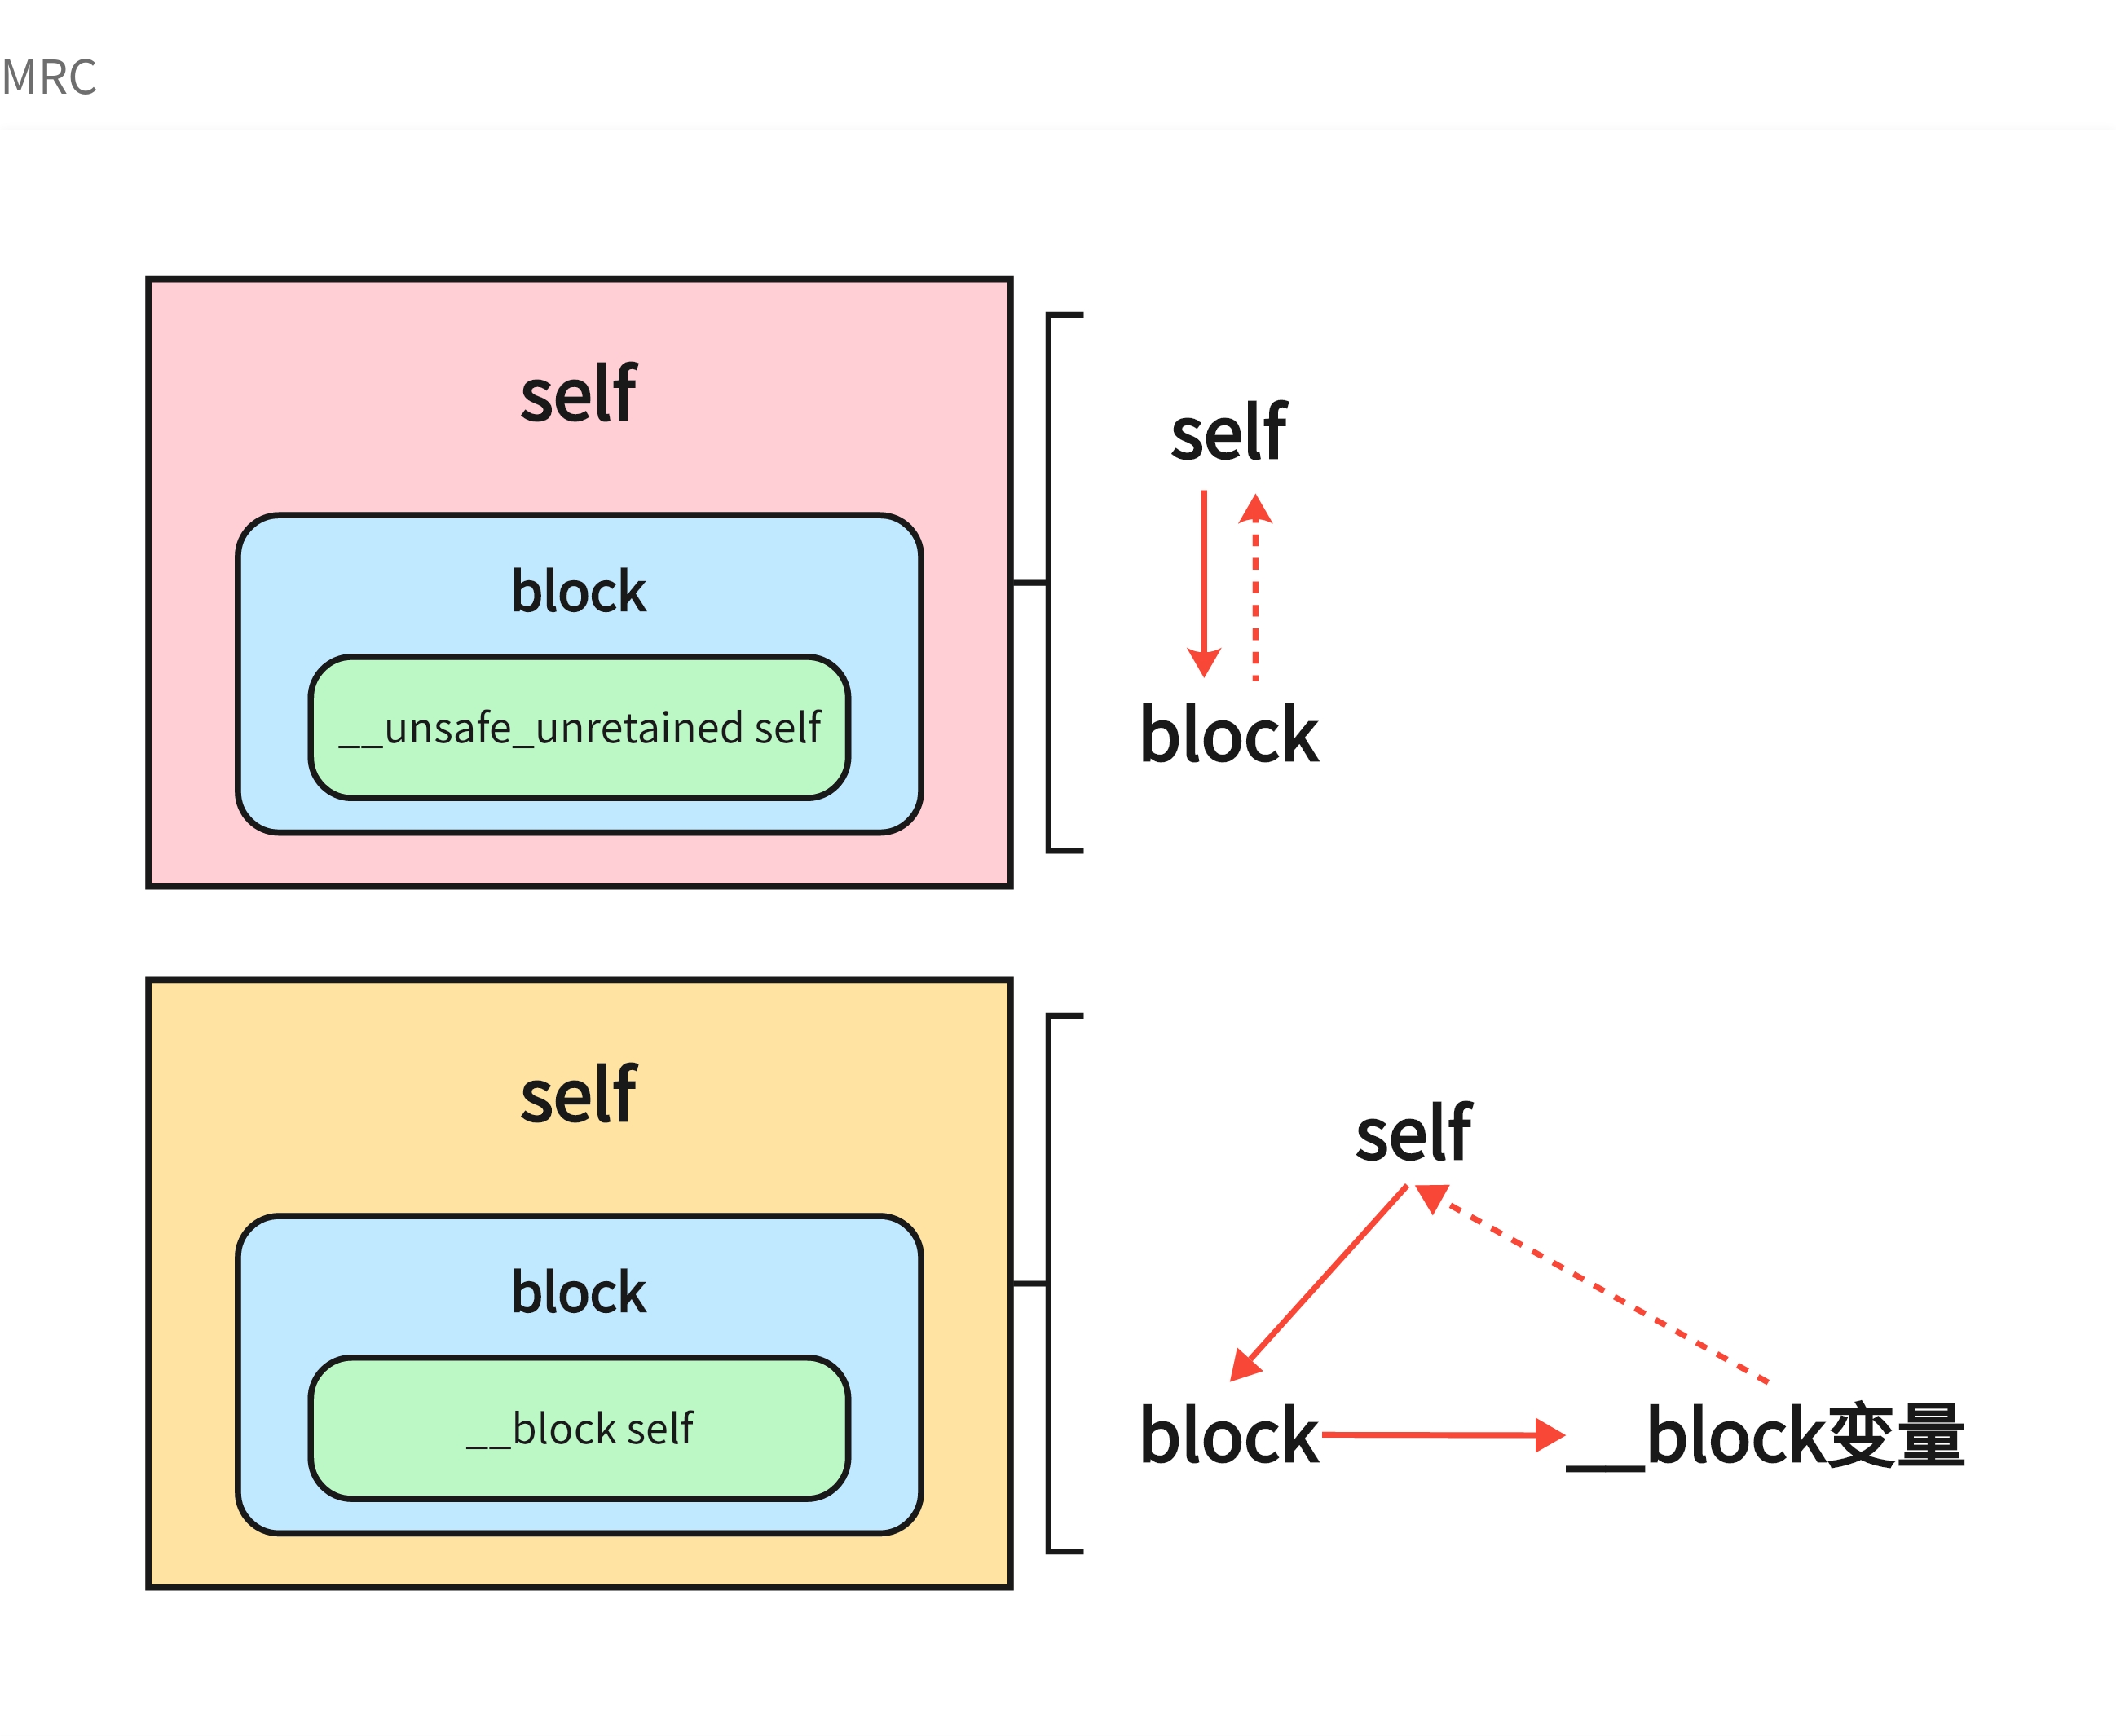 MRC
self
block
__unsafe_unretained self
self
block
self
block
__block self
self
block
__block变量